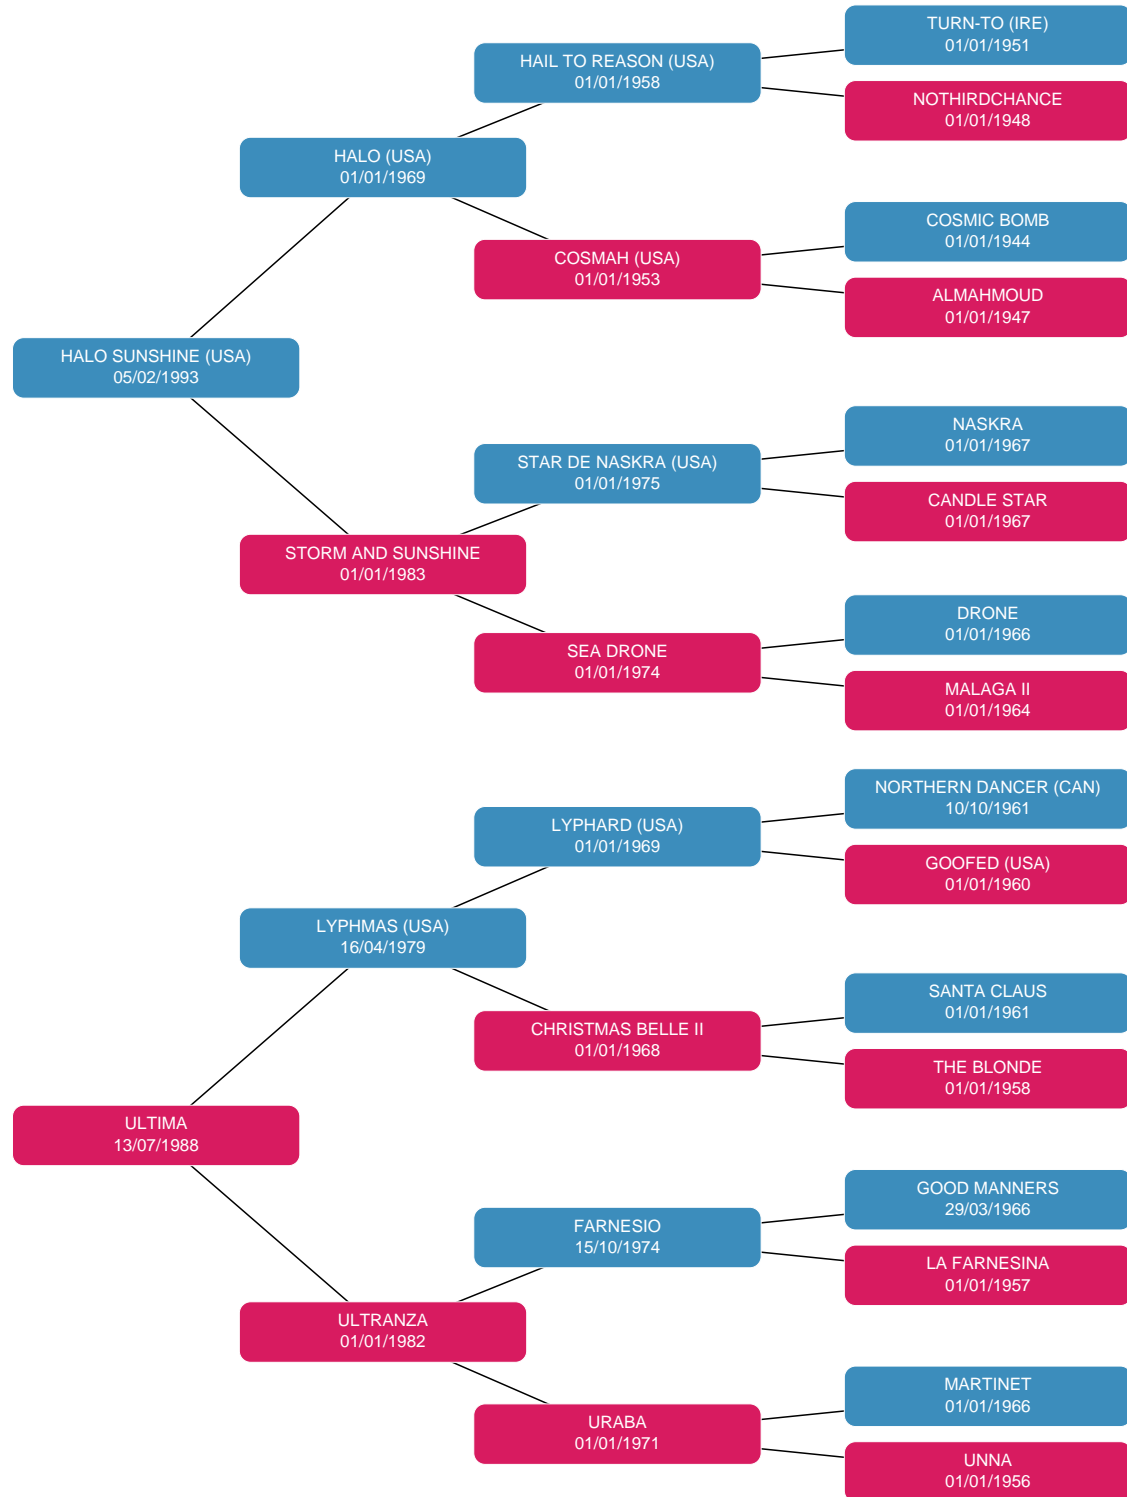 TURN-TO (IRE)
01/01/1951
HAIL TO REASON (USA)
01/01/1958
NOTHIRDCHANCE
01/01/1948
HALO (USA)
01/01/1969
COSMIC BOMB
01/01/1944
COSMAH (USA)
01/01/1953
ALMAHMOUD
01/01/1947
HALO SUNSHINE (USA)
05/02/1993
NASKRA
01/01/1967
STAR DE NASKRA (USA)
01/01/1975
CANDLE STAR
01/01/1967
STORM AND SUNSHINE
01/01/1983
DRONE
01/01/1966
SEA DRONE
01/01/1974
MALAGA II
01/01/1964
NORTHERN DANCER (CAN)
10/10/1961
LYPHARD (USA)
01/01/1969
GOOFED (USA)
01/01/1960
LYPHMAS (USA)
16/04/1979
SANTA CLAUS
01/01/1961
CHRISTMAS BELLE II
01/01/1968
THE BLONDE
01/01/1958
ULTIMA
13/07/1988
GOOD MANNERS
29/03/1966
FARNESIO
15/10/1974
LA FARNESINA
01/01/1957
ULTRANZA
01/01/1982
MARTINET
01/01/1966
URABA
01/01/1971
UNNA
01/01/1956